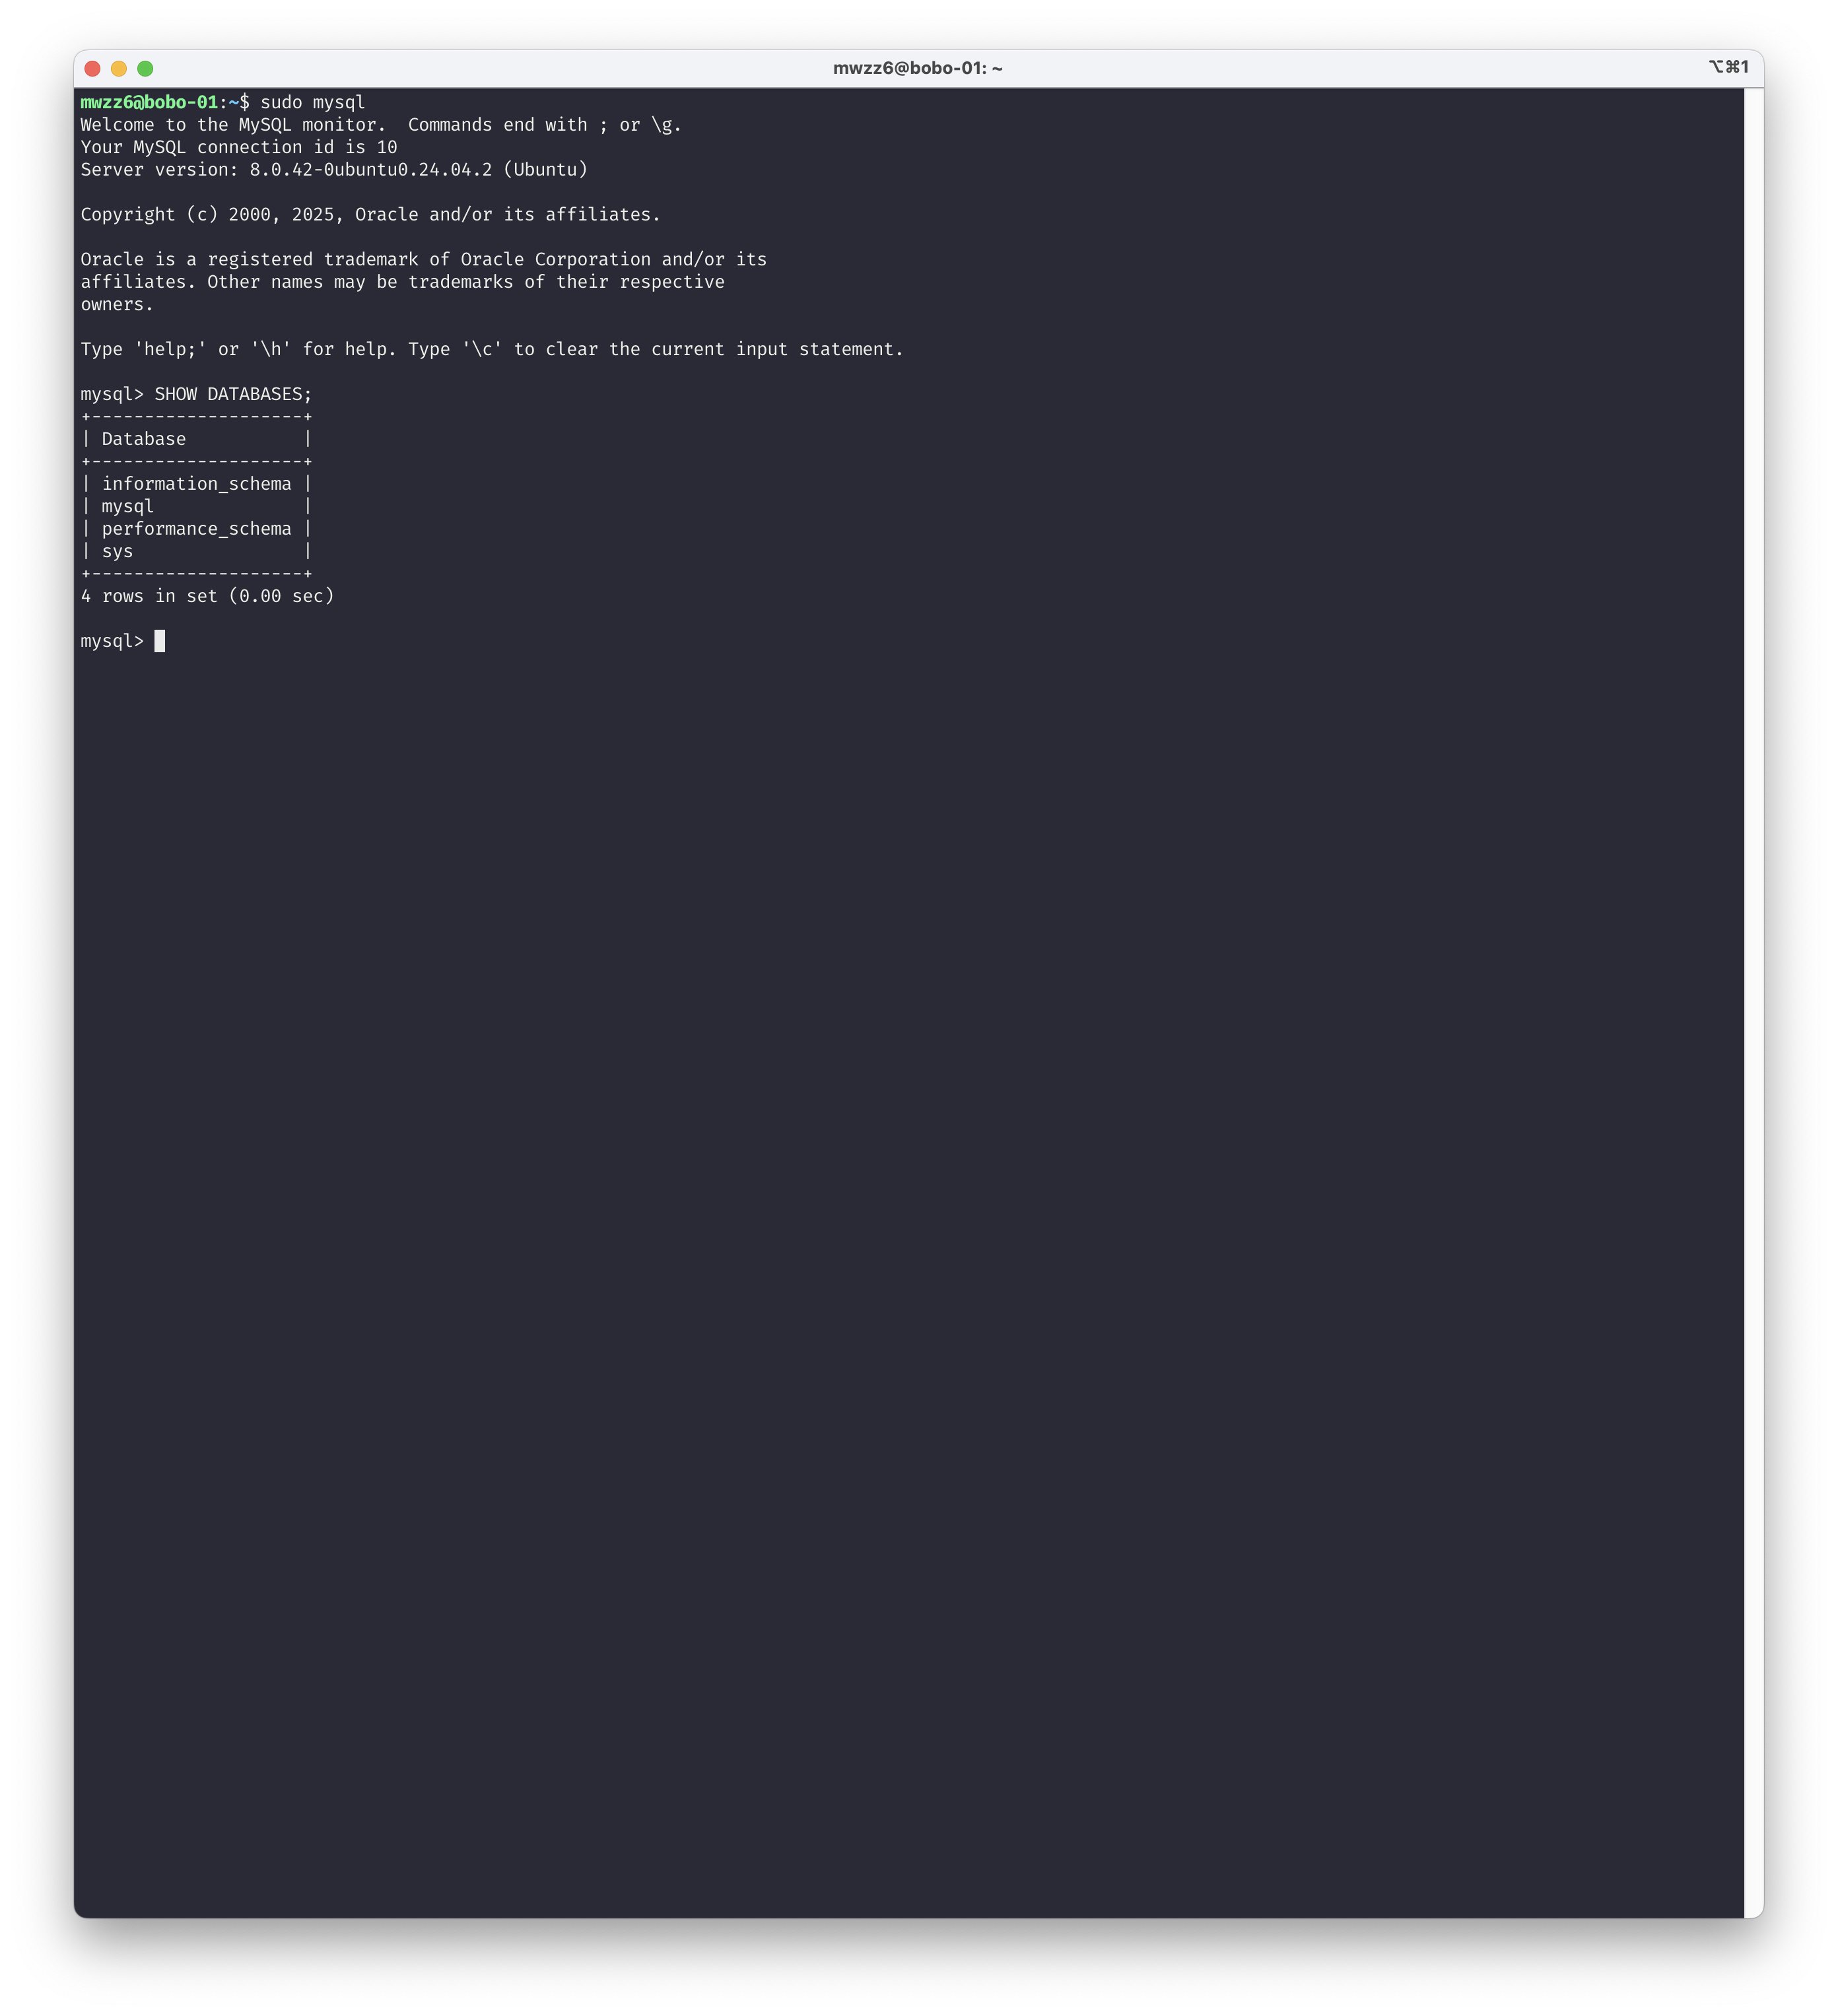 mwzz6@bobo-01: ~
⌥⌘1
mwzz6@bobo-01:~$ sudo mysql
Welcome to the MySQL monitor.  Commands end with ; or \g.
Your MySQL connection id is 10
Server version: 8.0.42-0ubuntu0.24.04.2 (Ubuntu)

Copyright (c) 2000, 2025, Oracle and/or its affiliates.

Oracle is a registered trademark of Oracle Corporation and/or its
affiliates. Other names may be trademarks of their respective
owners.

Type 'help;' or '\h' for help. Type '\c' to clear the current input statement.

mysql> SHOW DATABASES;
+--------------------+
| Database           |
+--------------------+
| information_schema |
| mysql              |
| performance_schema |
| sys                |
+--------------------+
4 rows in set (0.00 sec)

mysql>